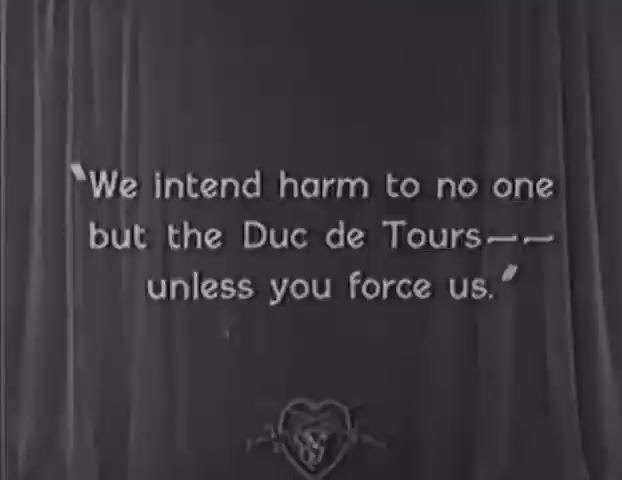 "We intend harm to no one
but the Duc de Tours——
unless you force us."